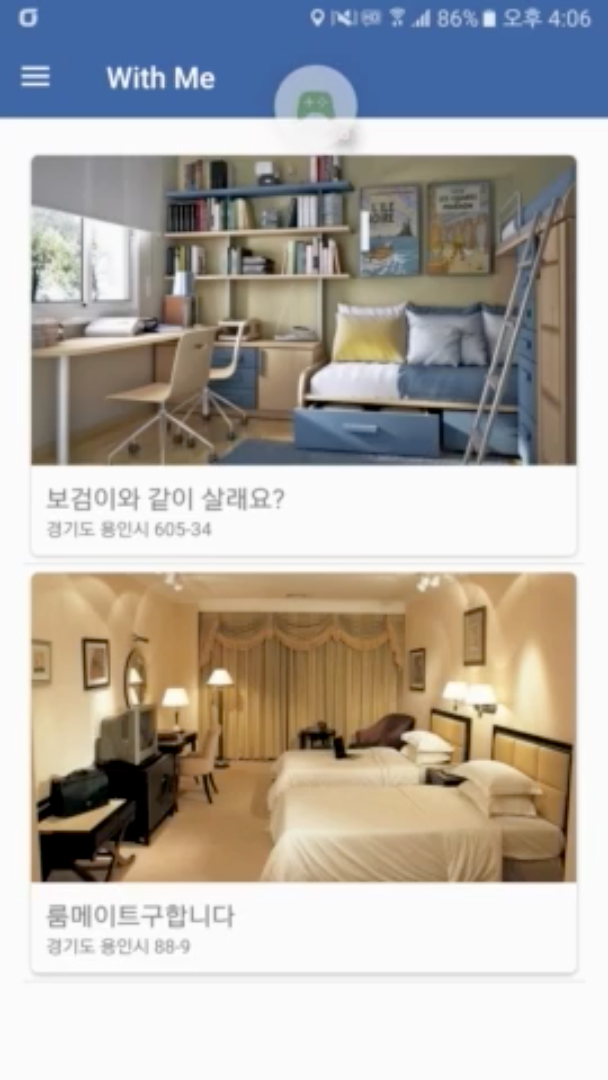 86% 오후 4:06
With Me
L'ILE
보검이와 같이 살래요?
경기도 용인시 605-34
룸메이트구합니다
경기도 용인시 88-9